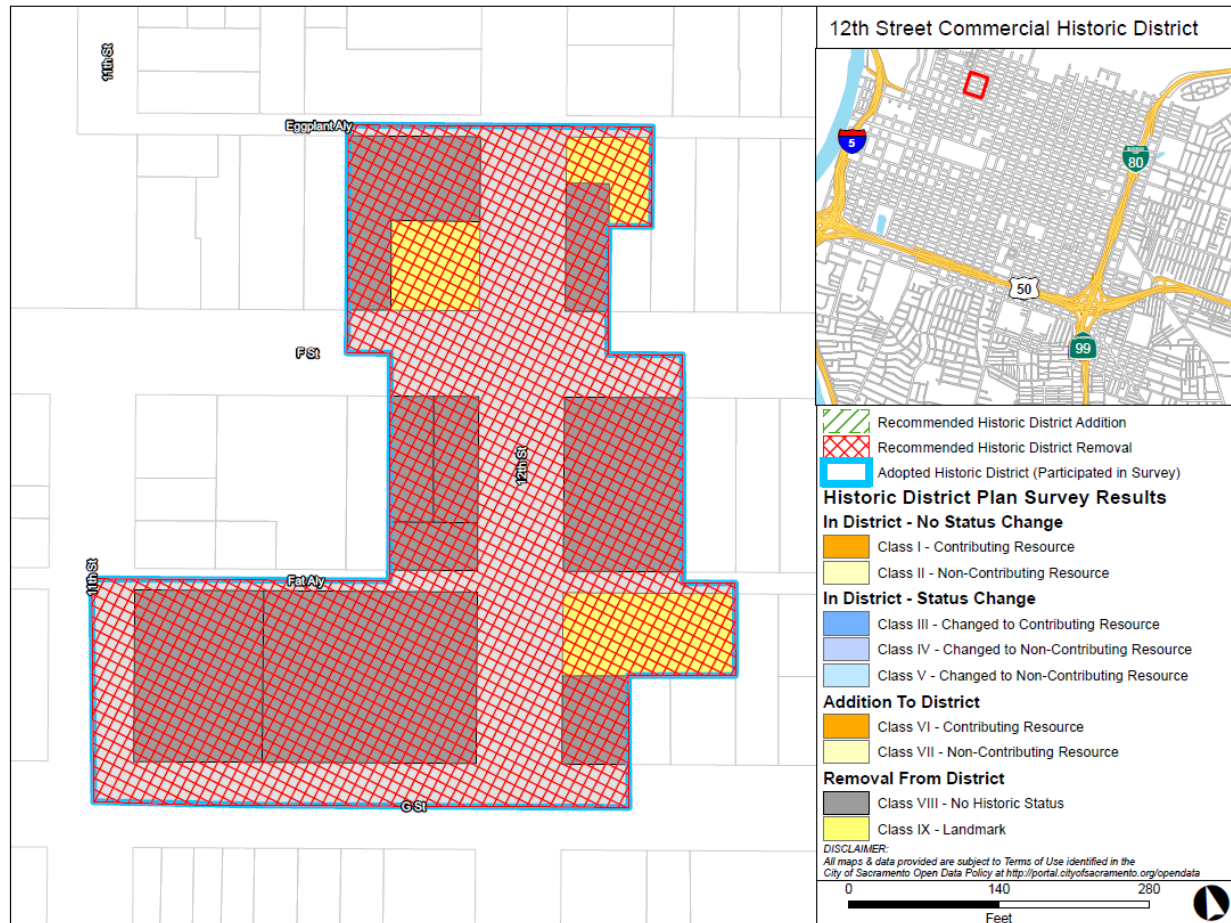 12th Street Commercial Historic District
11th St
Eggplant Aly
F St
12th St
11th St
Fat Aly
G St
5
80
50
99
Recommended Historic District Addition
Recommended Historic District Removal
Adopted Historic District (Participated in Survey)
Historic District Plan Survey Results
In District - No Status Change
Class I - Contributing Resource
Class II - Non-Contributing Resource
In District - Status Change
Class III - Changed to Contributing Resource
Class IV - Changed to Non-Contributing Resource
Class V - Changed to Non-Contributing Resource
Addition To District
Class VI - Contributing Resource
Class VII - Non-Contributing Resource
Removal From District
Class VIII - No Historic Status
Class IX - Landmark
DISCLAIMER:
All maps & data provided are subject to Terms of Use identified in the
City of Sacramento Open Data Policy at http://portal.cityofsacramento.org/opendata
0 140 280
Feet